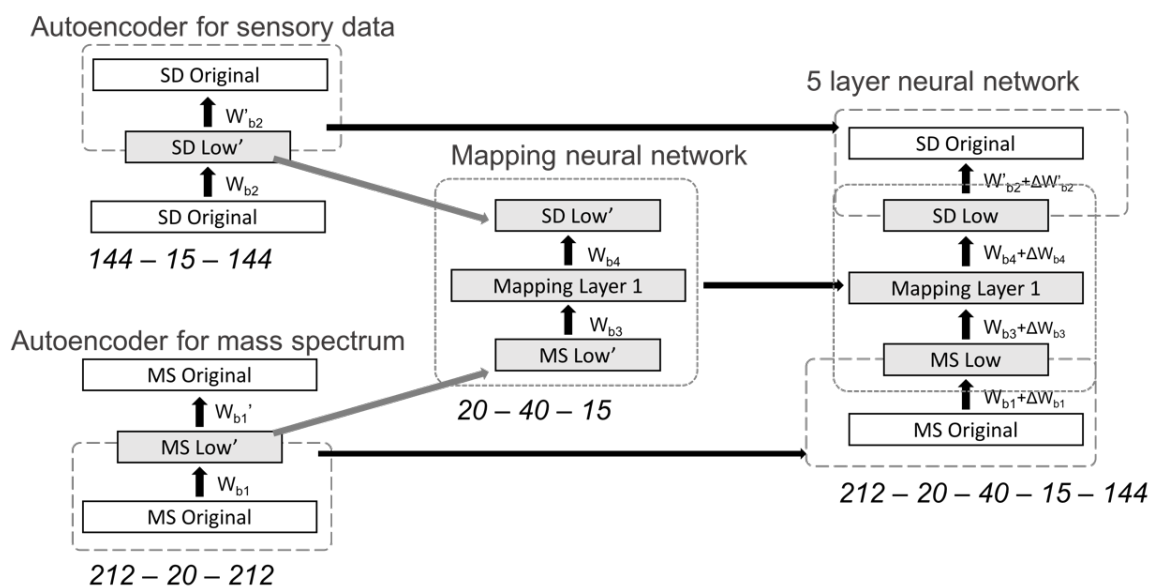 Autoencoder for sensory data
SD Original
W'b2
SD Low'
Wb2
SD Original
144 – 15 – 144
Autoencoder for mass spectrum
MS Original
Wb1'
MS Low'
Wb1
MS Original
212 – 20 – 212
Mapping neural network
SD Low'
Wb4
Mapping Layer 1
Wb3
MS Low'
20 – 40 – 15
5 layer neural network
SD Original
W'b2+ΔW'b2
SD Low
Wb4+ΔWb4
Mapping Layer 1
Wb3+ΔWb3
MS Low
Wb1+ΔWb1
MS Original
212 – 20 – 40 – 15 – 144